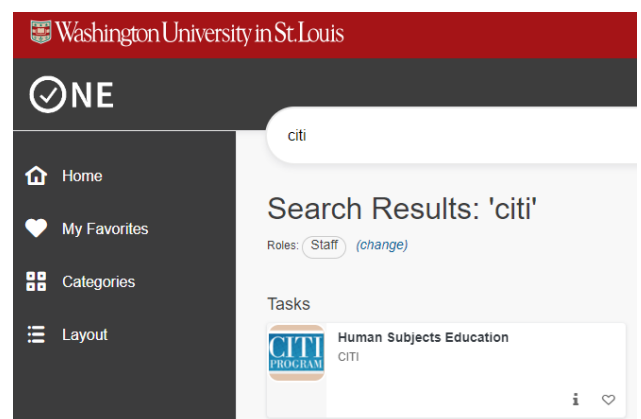 Washington University in St. Louis
ONE
citi
Home
My Favorites
Categories
Layout
Search Results: 'citi'
Roles: Staff (change)
Tasks
CITI
PROGRAM
Human Subjects Education
CITI